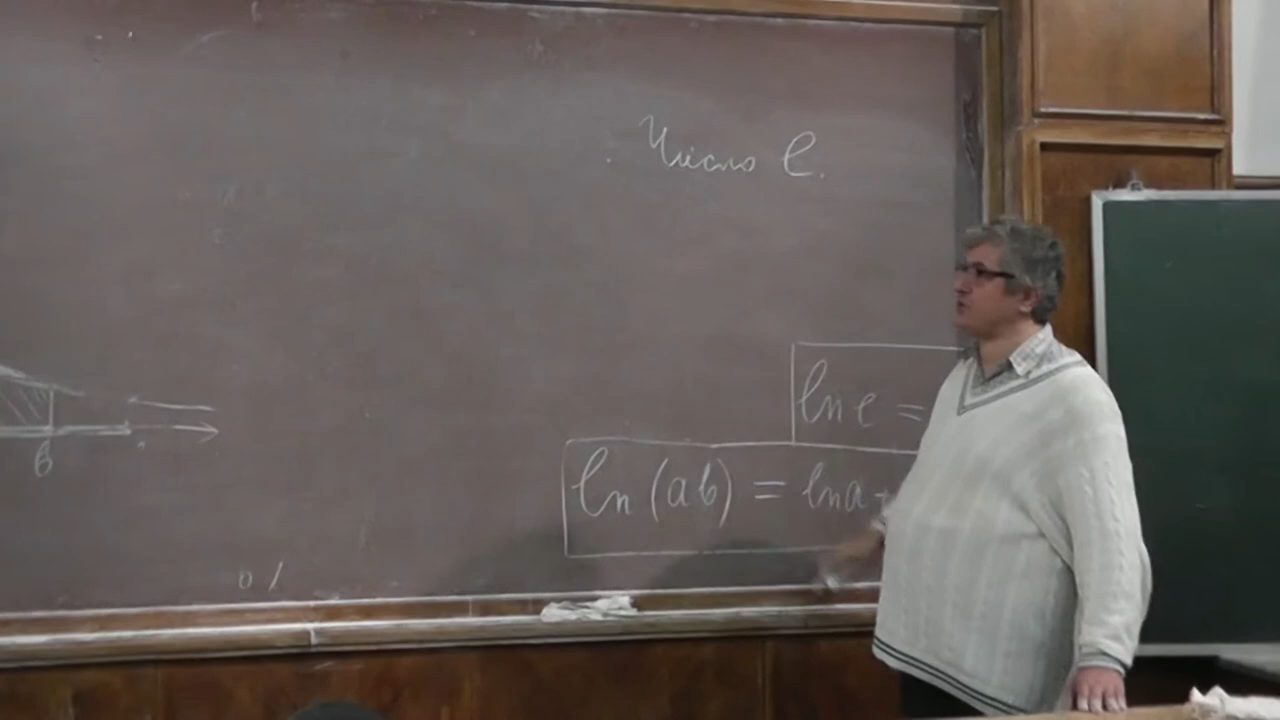 Число e.
ln e =
ln (ab) = ln a +
b